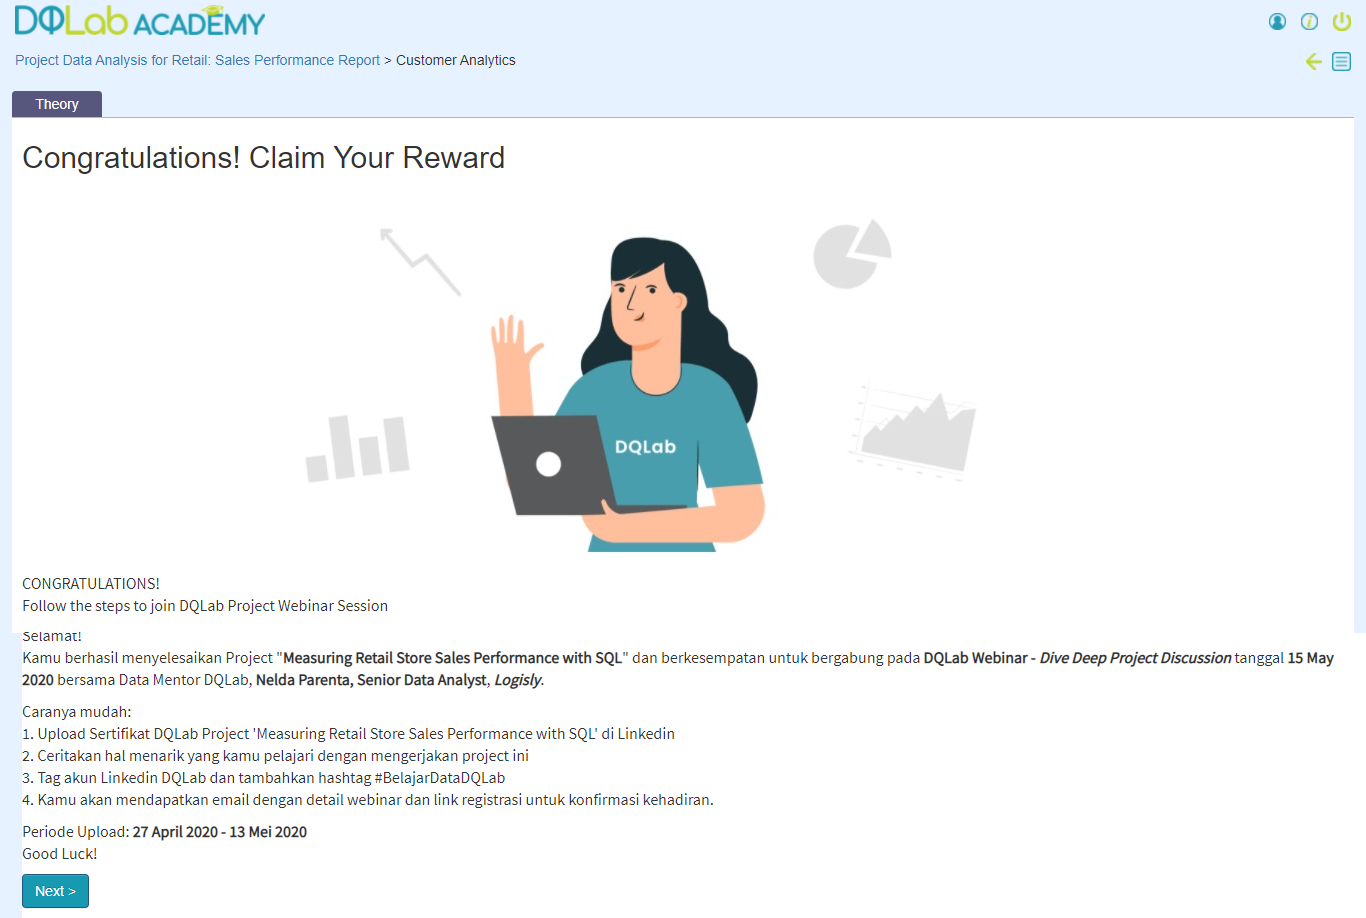 DQLab ACADEMY
Project Data Analysis for Retail: Sales Performance Report > Customer Analytics
Theory
Congratulations! Claim Your Reward
DQLab
CONGRATULATIONS!
Follow the steps to join DQLab Project Webinar Session
Selamat!
Kamu berhasil menyelesaikan Project "Measuring Retail Store Sales Performance with SQL" dan berkesempatan untuk bergabung pada DQLab Webinar - Dive Deep Project Discussion tanggal 15 May
2020 bersama Data Mentor DQLab, Nelda Parenta, Senior Data Analyst, Logisly.
Caranya mudah:
1. Upload Sertifikat DQLab Project 'Measuring Retail Store Sales Performance with SQL' di Linkedin
2. Ceritakan hal menarik yang kamu pelajari dengan mengerjakan project ini
3. Tag akun Linkedin DQLab dan tambahkan hashtag #BelajarDataDQLab
4. Kamu akan mendapatkan email dengan detail webinar dan link registrasi untuk konfirmasi kehadiran.
Periode Upload: 27 April 2020 - 13 Mei 2020
Good Luck!
Next >